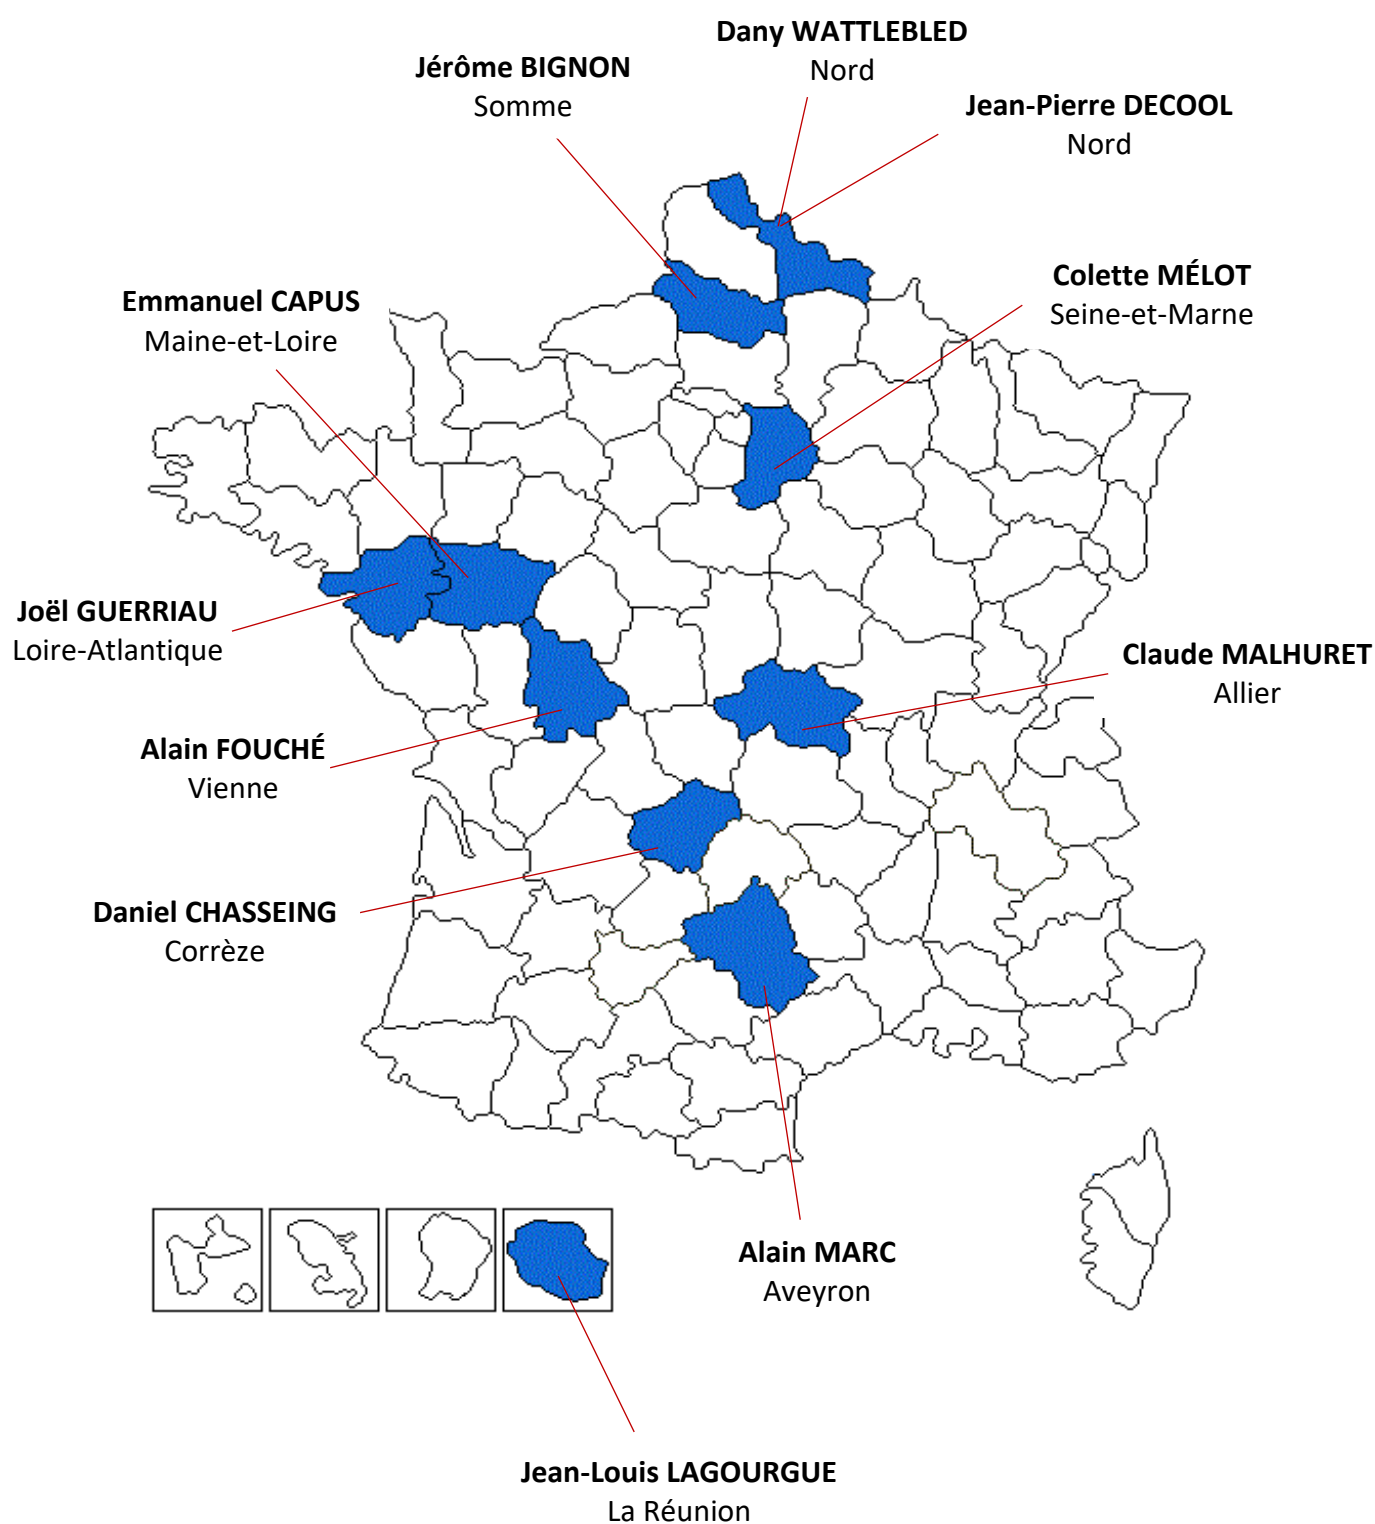 Dany WATTLEBLED
Nord
Jérôme BIGNON
Somme
Jean-Pierre DECOOL
Nord
Colette MÉLOT
Seine-et-Marne
Emmanuel CAPUS
Maine-et-Loire
Joël GUERRIAU
Loire-Atlantique
Claude MALHURET
Allier
Alain FOUCHÉ
Vienne
Daniel CHASSEING
Corrèze
Alain MARC
Aveyron
Jean-Louis LAGOURGUE
La Réunion